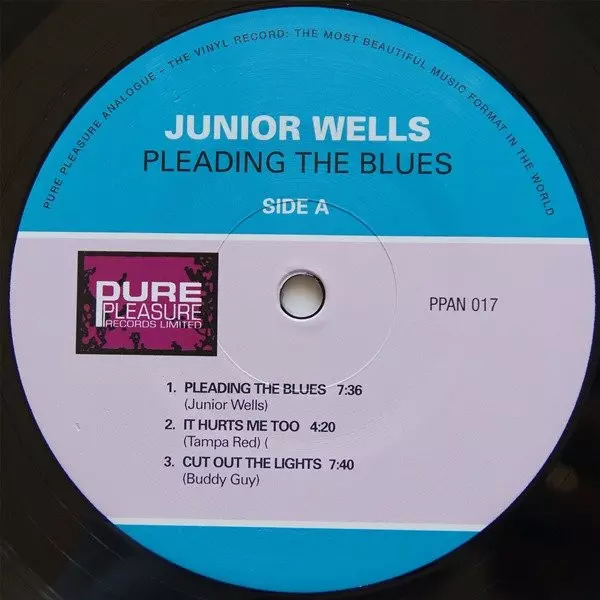 PURE PLEASURE ANALOGUE - THE VINYL RECORD: THE MOST BEAUTIFUL MUSIC FORMAT IN THE WORLD
JUNIOR WELLS
PLEADING THE BLUES
SIDE A
PURE
PLEASURE
RECORDS LIMITED
PPAN 017
1. PLEADING THE BLUES 7:36
(Junior Wells)
2. IT HURTS ME TOO 4:20
(Tampa Red) (
3. CUT OUT THE LIGHTS 7:40
(Buddy Guy)